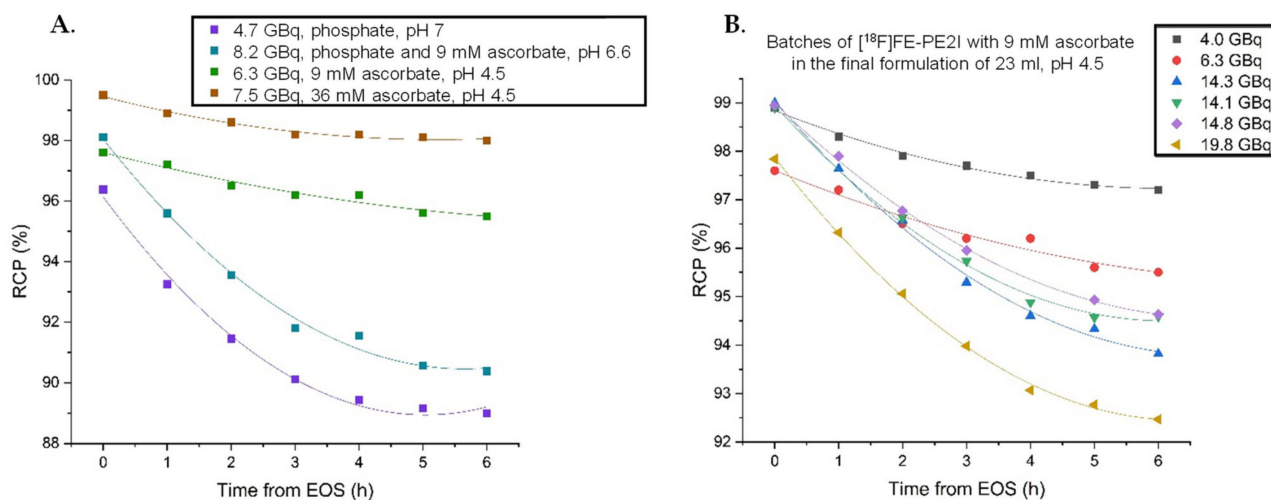 A.
4.7 GBq, phosphate, pH 7
8.2 GBq, phosphate and 9 mM ascorbate, pH 6.6
6.3 GBq, 9 mM ascorbate, pH 4.5
7.5 GBq, 36 mM ascorbate, pH 4.5
RCP (%)
100
98
96
94
92
90
88
0 1 2 3 4 5 6
Time from EOS (h)
B.
Batches of [¹⁸F]FE-PE2I with 9 mM ascorbate
in the final formulation of 23 ml, pH 4.5
4.0 GBq
6.3 GBq
14.3 GBq
14.1 GBq
14.8 GBq
19.8 GBq
RCP (%)
99
98
97
96
95
94
93
92
0 1 2 3 4 5 6
Time from EOS (h)